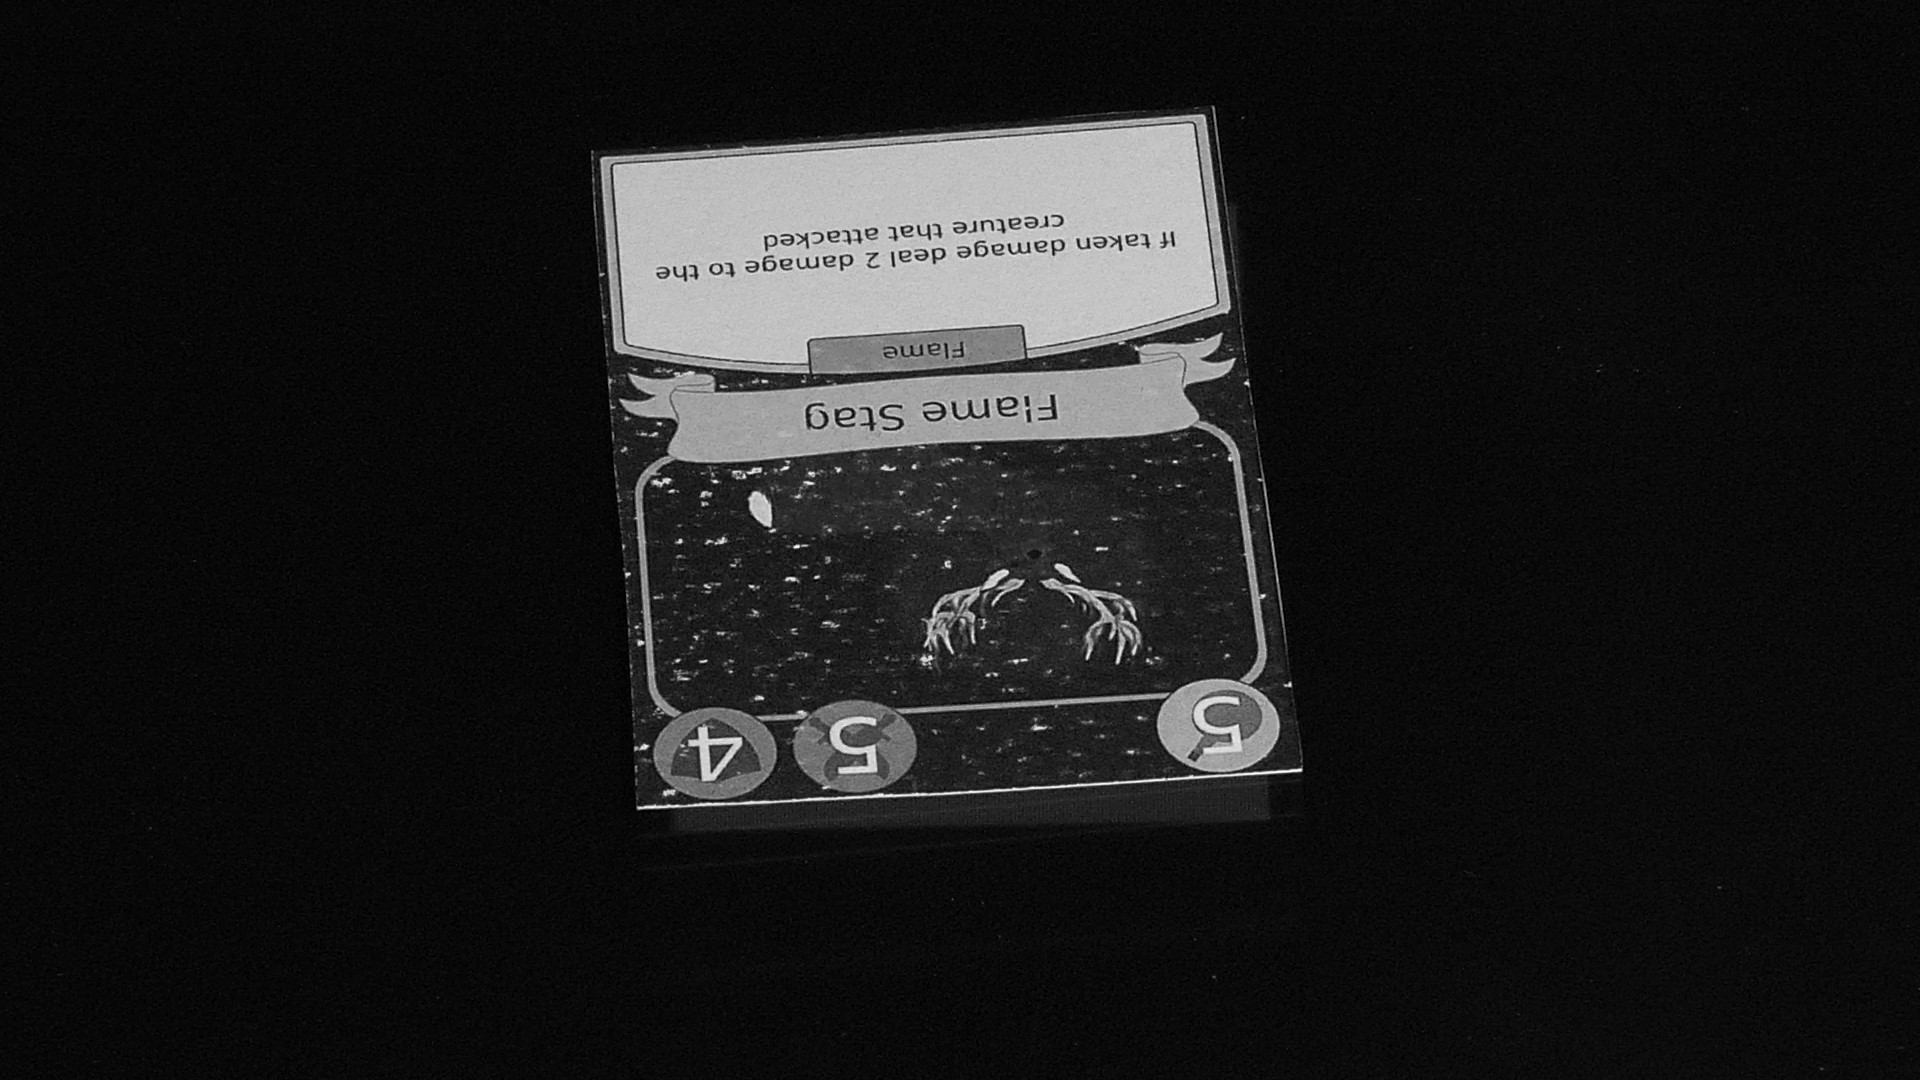 5 5 4
Flame Stag
Flame
If taken damage deal 2 damage to the
creature that attacked